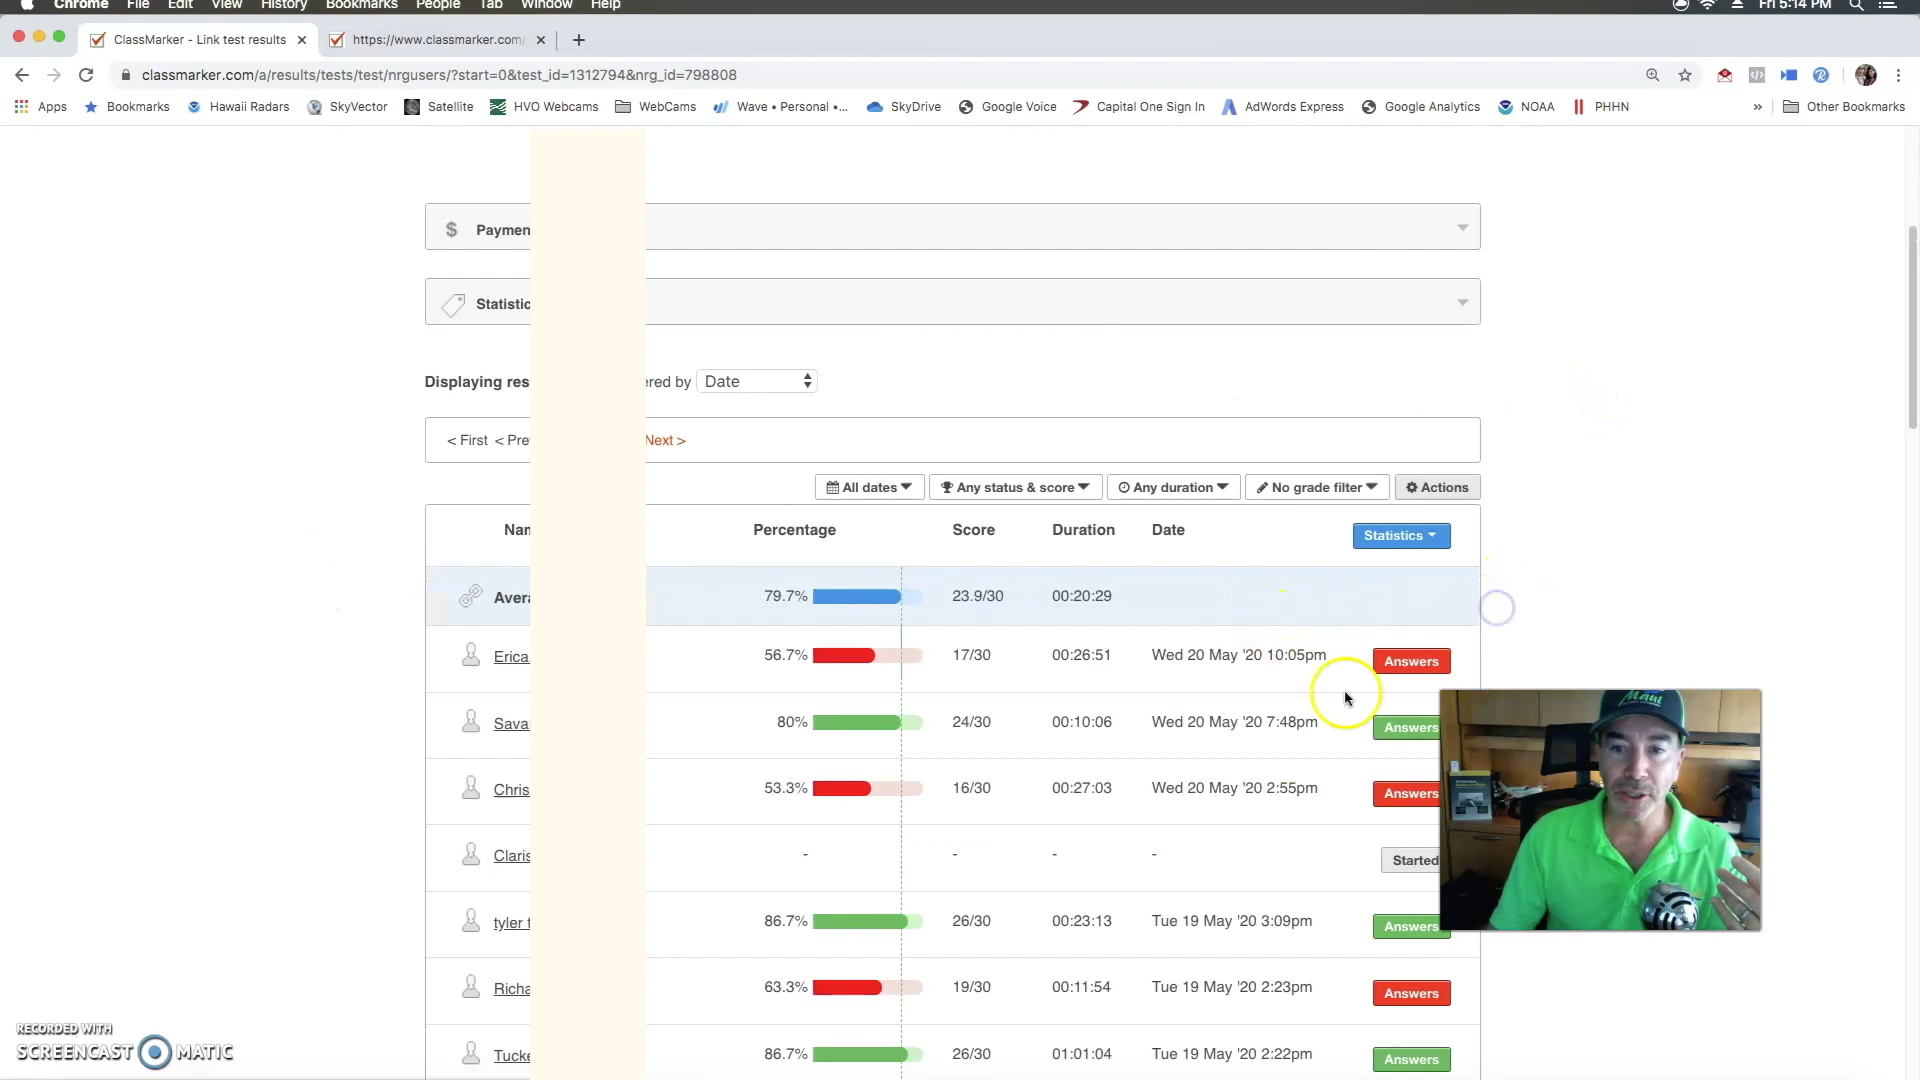 Chrome File Edit View History Bookmarks People Tab Window Help Fri 5:14 PM
ClassMarker - Link test results https://www.classmarker.com/
classmarker.com/a/results/tests/test/nrgusers/?start=0&test_id=1312794&nrg_id=798808
Apps Bookmarks Hawaii Radars SkyVector Satellite HVO Webcams WebCams Wave • Personal •... SkyDrive Google Voice Capital One Sign In AdWords Express Google Analytics NOAA PHHN » Other Bookmarks
$ Paymen
Statistic
Displaying res ered by Date
< First < Pre Next >
All dates Any status & score Any duration No grade filter Actions
Nam Percentage Score Duration Date Statistics
Avera 79.7% 23.9/30 00:20:29
Erica 56.7% 17/30 00:26:51 Wed 20 May '20 10:05pm Answers
Sava 80% 24/30 00:10:06 Wed 20 May '20 7:48pm Answers
Chris 53.3% 16/30 00:27:03 Wed 20 May '20 2:55pm Answers
Claris - - - - Started
tyler t 86.7% 26/30 00:23:13 Tue 19 May '20 3:09pm Answers
Richa 63.3% 19/30 00:11:54 Tue 19 May '20 2:23pm Answers
Tucke 86.7% 26/30 01:01:04 Tue 19 May '20 2:22pm Answers
Maui
RECORDED WITH
SCREENCAST MATIC